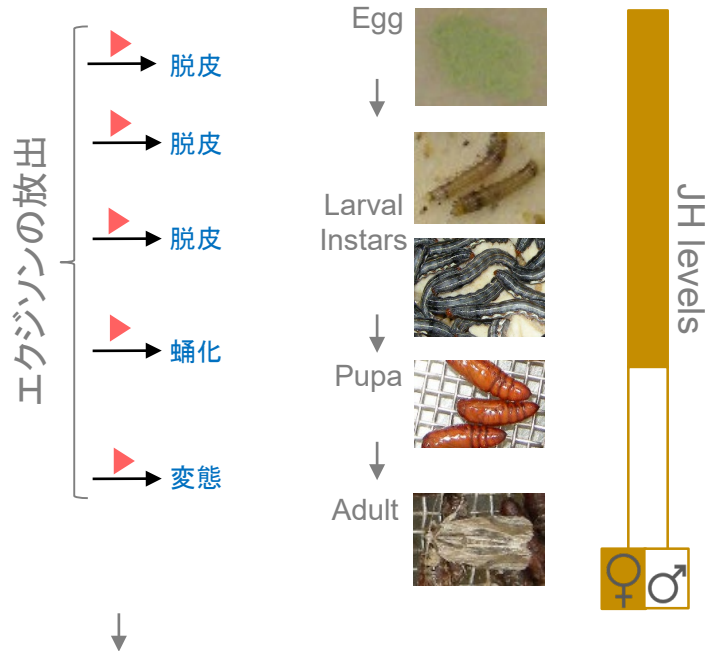 エクジソンの放出
脱皮
脱皮
脱皮
蛹化
変態
Egg
Larval
Instars
Pupa
Adult
JH levels
♀ ♂